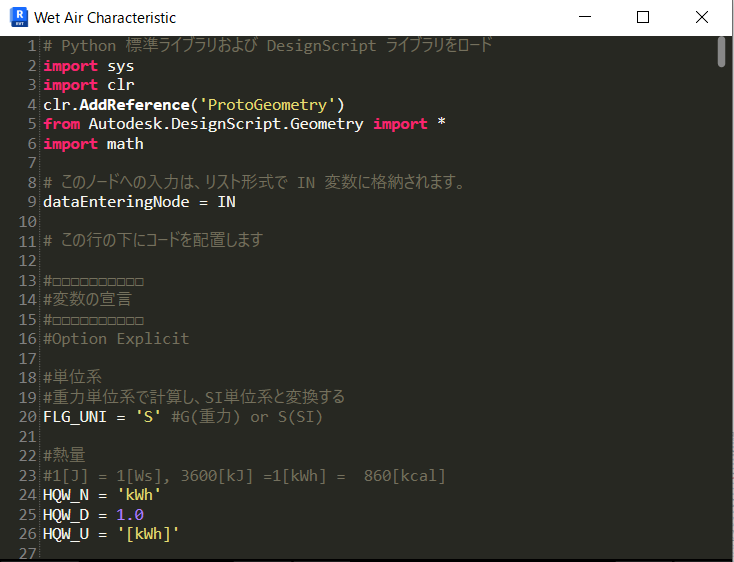 R
RVT
Wet Air Characteristic
1 # Python 標準ライブラリおよび DesignScript ライブラリをロード
2 import sys
3 import clr
4 clr.AddReference('ProtoGeometry')
5 from Autodesk.DesignScript.Geometry import *
6 import math
7
8 # このノードへの入力は、リスト形式で IN 変数に格納されます。
9 dataEnteringNode = IN
10
11 # この行の下にコードを配置します
12
13 #□□□□□□□□□□
14 #変数の宣言
15 #□□□□□□□□□□
16 #Option Explicit
17
18 #単位系
19 #重力単位系で計算し、SI単位系と変換する
20 FLG_UNI = 'S' #G(重力) or S(SI)
21
22 #熱量
23 #1[J] = 1[Ws], 3600[kJ] =1[kWh] =  860[kcal]
24 HQW_N = 'kWh'
25 HQW_D = 1.0
26 HQW_U = '[kWh]'
27